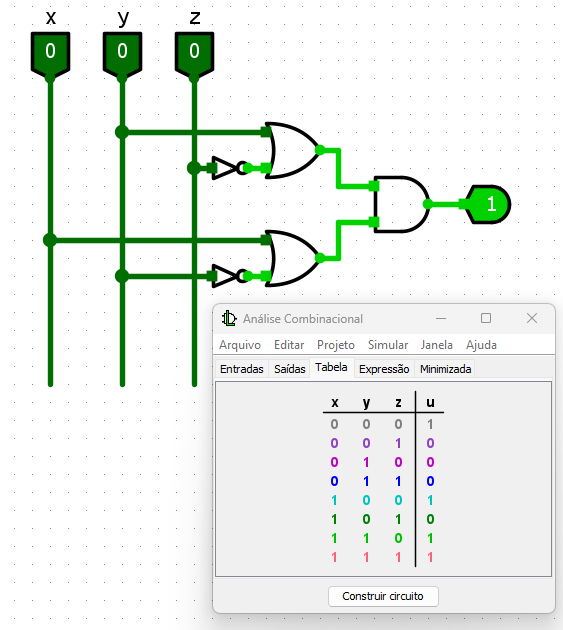 x y z
0 0 0
1
Análise Combinacional
Arquivo Editar Projeto Simular Janela Ajuda
Entradas Saídas Tabela Expressão Minimizada
x y z u
0 0 0 1
0 0 1 0
0 1 0 0
0 1 1 0
1 0 0 1
1 0 1 0
1 1 0 1
1 1 1 1
Construir circuito